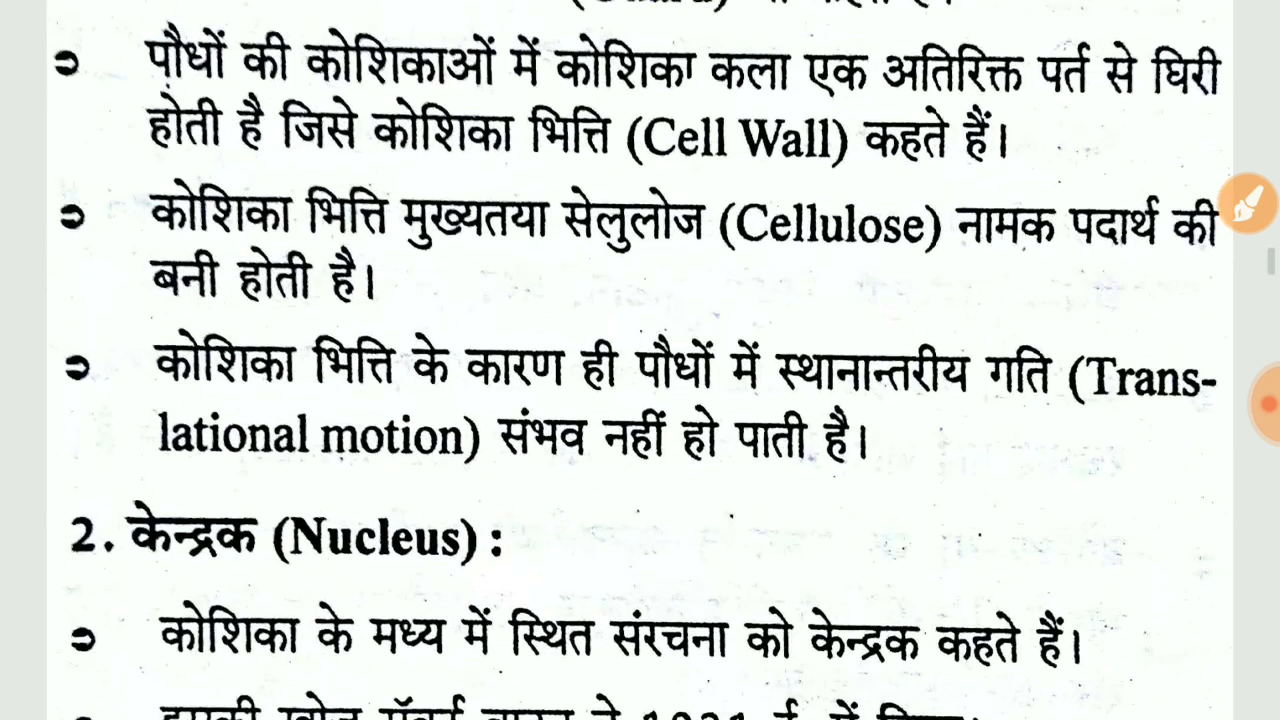 पौधों की कोशिकाओं में कोशिका कला एक अतिरिक्त पर्त से घिरी
होती है जिसे कोशिका भित्ति (Cell Wall) कहते हैं।
कोशिका भित्ति मुख्यतया सेलुलोज (Cellulose) नामक पदार्थ की
बनी होती है।
कोशिका भित्ति के कारण ही पौधों में स्थानान्तरीय गति (Trans-
lational motion) संभव नहीं हो पाती है।
2. केन्द्रक (Nucleus) :
कोशिका के मध्य में स्थित संरचना को केन्द्रक कहते हैं।